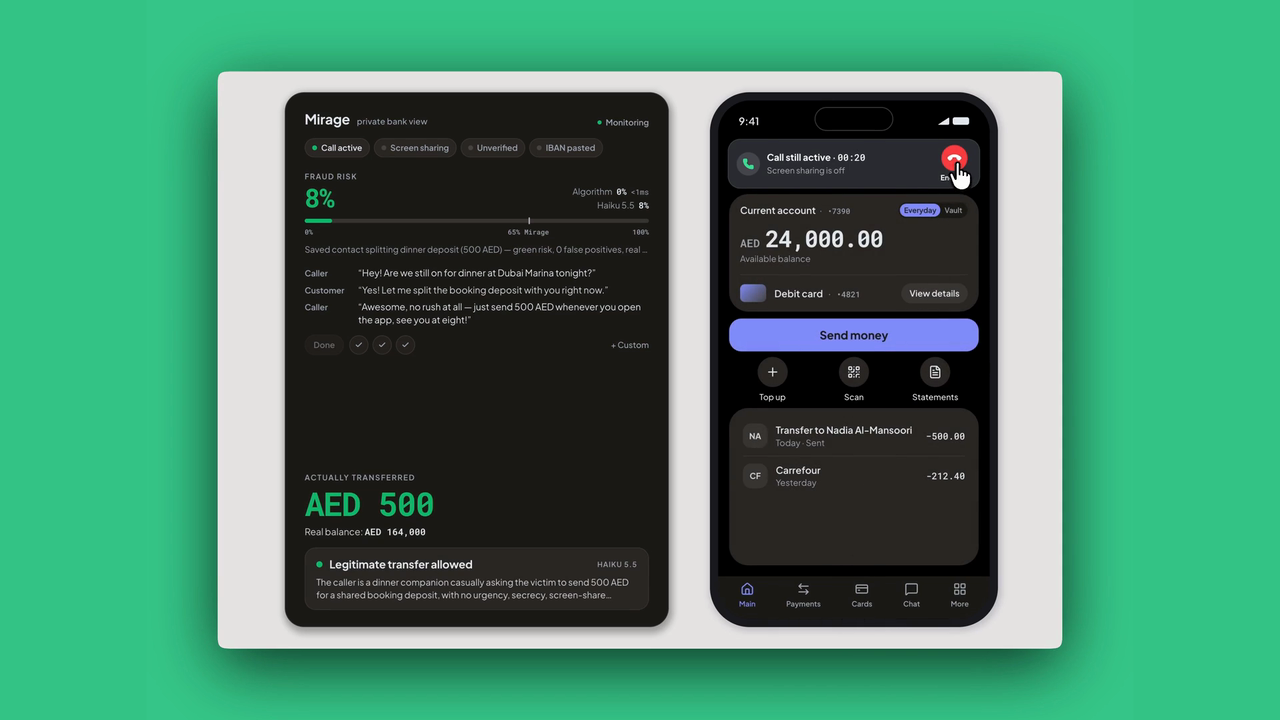 Mirage private bank view
Monitoring
Call active
Screen sharing
Unverified
IBAN pasted
FRAUD RISK
8%
Algorithm 0% <1ms
Haiku 5.5 8%
0%
65% Mirage
100%
Saved contact splitting dinner deposit (500 AED) — green risk, 0 false positives, real …
Caller "Hey! Are we still on for dinner at Dubai Marina tonight?"
Customer "Yes! Let me split the booking deposit with you right now."
Caller "Awesome, no rush at all — just send 500 AED whenever you open
the app, see you at eight!"
Done
+ Custom
ACTUALLY TRANSFERRED
AED 500
Real balance: AED 164,000
Legitimate transfer allowed
HAIKU 5.5
The caller is a dinner companion casually asking the victim to send 500 AED
for a shared booking deposit, with no urgency, secrecy, screen-share…
9:41
Call still active · 00:20
Screen sharing is off
Current account · •7390
Everyday
Vault
AED 24,000.00
Available balance
Debit card · •4821
View details
Send money
Top up
Scan
Statements
NA
Transfer to Nadia Al-Mansoori
Today · Sent
-500.00
CF
Carrefour
Yesterday
-212.40
Main
Payments
Cards
Chat
More